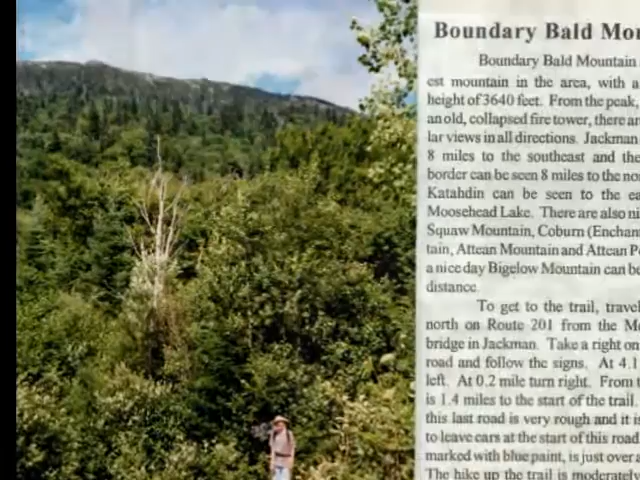 Boundary Bald
Boundary Bald Mountain
est mountain in the area, with a
height of 3640 feet. From the peak,
an old, collapsed fire tower, there
lar views in all directions. Jackman
8 miles to the southeast and the
border can be seen 8 miles to the
Katahdin can be seen to the
Moosehead Lake. There are also
Squaw Mountain, Coburn
tain, Attean Mountain and Attean
a nice day Bigelow Mountain can be
distance.
To get to the trail, travel
north on Route 201 from the
bridge in Jackman. Take a right on
road and follow the signs. At 4.1
left. At 0.2 mile turn right. From
is 1.4 miles to the start of the trail.
this last road is very rough and it is
to leave cars at the start of this road.
marked with blue paint, is just over a
The hike up the trail is moderately